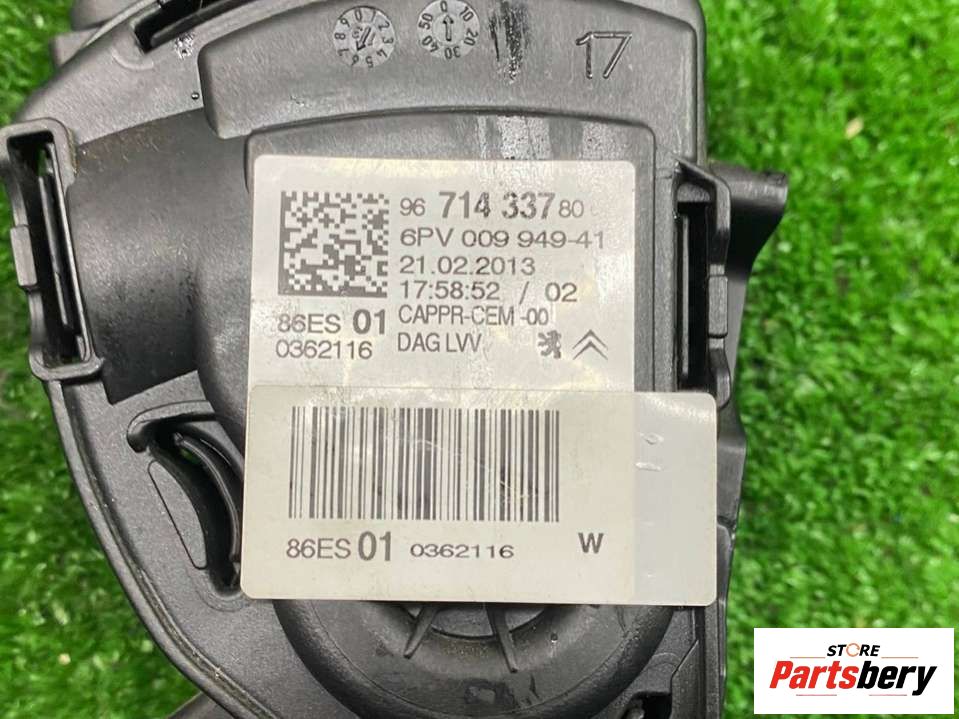 17
96 714 337 80
6PV 009 949-41
21.02.2013
17:58:52 / 02
CAPPR-CEM -00
DAG LVV
86ES 01
0362116
86ES 01 0362116 W
STORE
Partsbery